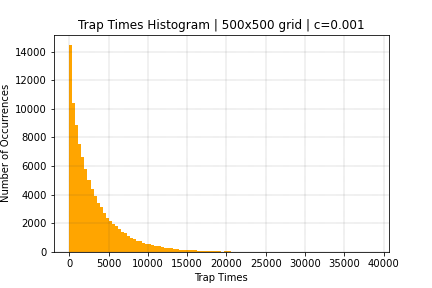 Trap Times Histogram | 500x500 grid | c=0.001
Number of Occurrences
14000
12000
10000
8000
6000
4000
2000
0
0 5000 10000 15000 20000 25000 30000 35000 40000
Trap Times